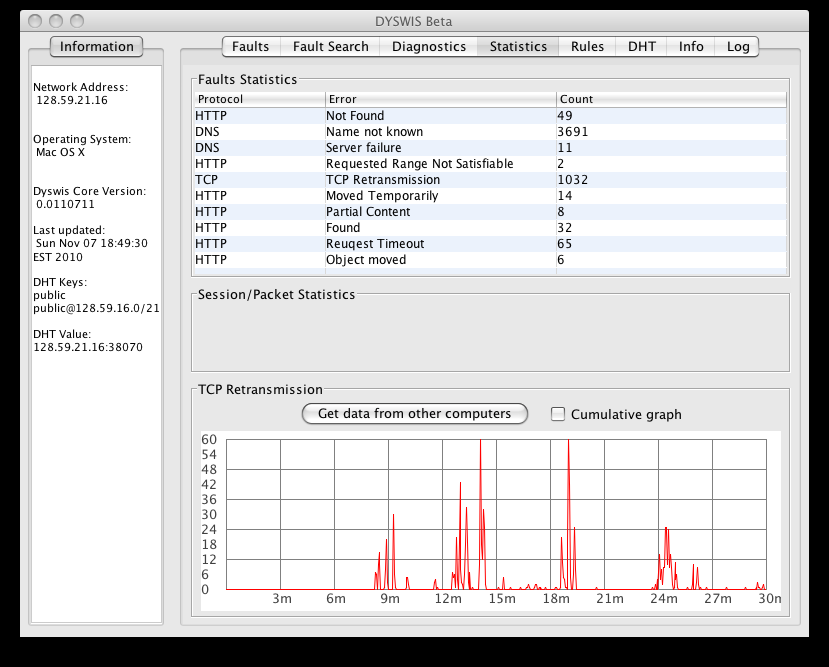 DYSWIS Beta
Information
Network Address:
128.59.21.16
Operating System:
Mac OS X
Dyswis Core Version:
0.0110711
Last updated:
Sun Nov 07 18:49:30
EST 2010
DHT Keys:
public
public@128.59.16.0/21
DHT Value:
128.59.21.16:38070
Faults Fault Search Diagnostics Statistics Rules DHT Info Log
Faults Statistics
Protocol Error Count
HTTP Not Found 49
DNS Name not known 3691
DNS Server failure 11
HTTP Requested Range Not Satisfiable 2
TCP TCP Retransmission 1032
HTTP Moved Temporarily 14
HTTP Partial Content 8
HTTP Found 32
HTTP Reuqest Timeout 65
HTTP Object moved 6
Session/Packet Statistics
TCP Retransmission
Get data from other computers Cumulative graph
60
54
48
42
36
30
24
18
12
6
0
3m 6m 9m 12m 15m 18m 21m 24m 27m 30m